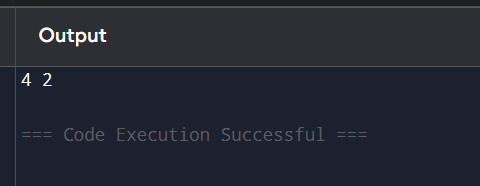 Output
4 2
=== Code Execution Successful ===